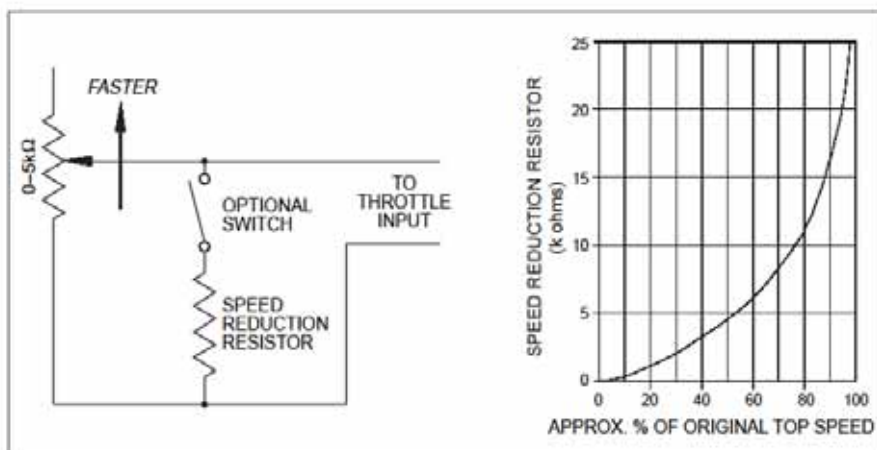 FASTER
0–5kΩ
OPTIONAL
SWITCH
TO
THROTTLE
INPUT
SPEED
REDUCTION
RESISTOR
SPEED REDUCTION RESISTOR
(k ohms)
25
20
15
10
5
0
0 20 40 60 80 100
APPROX. % OF ORIGINAL TOP SPEED